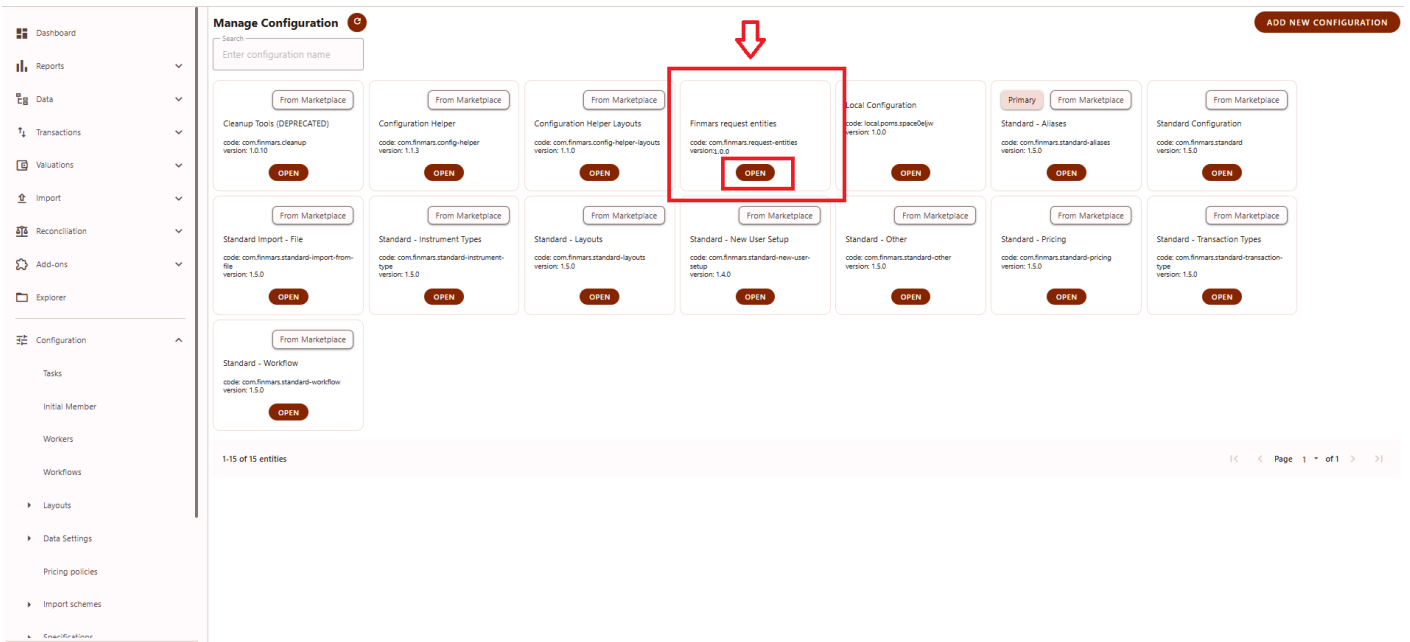 Dashboard
Reports
Data
Transactions
Valuations
Import
Reconciliation
Add-ons
Explorer
Configuration
Tasks
Initial Member
Workers
Workflows
Layouts
Data Settings
Pricing policies
Import schemes
Specifications
Manage Configuration
ADD NEW CONFIGURATION
Search
Enter configuration name
From Marketplace
Cleanup Tools (DEPRECATED)
code: com.finmars.cleanup
version: 1.0.10
OPEN
From Marketplace
Configuration Helper
code: com.finmars.config-helper
version: 1.1.3
OPEN
From Marketplace
Configuration Helper Layouts
code: com.finmars.config-helper-layouts
version: 1.1.0
OPEN
Finmars request entities
code: com.finmars.request-entities
version:1.0.0
OPEN
Local Configuration
code: local.poms.space0eljw
version: 1.0.0
OPEN
Primary From Marketplace
Standard - Aliases
code: com.finmars.standard-aliases
version: 1.5.0
OPEN
From Marketplace
Standard Configuration
code: com.finmars.standard
version: 1.5.0
OPEN
From Marketplace
Standard Import - File
code: com.finmars.standard-import-from-
file
version: 1.5.0
OPEN
From Marketplace
Standard - Instrument Types
code: com.finmars.standard-instrument-
type
version: 1.5.0
OPEN
From Marketplace
Standard - Layouts
code: com.finmars.standard-layouts
version: 1.5.0
OPEN
From Marketplace
Standard - New User Setup
code: com.finmars.standard-new-user-
setup
version: 1.4.0
OPEN
From Marketplace
Standard - Other
code: com.finmars.standard-other
version: 1.5.0
OPEN
From Marketplace
Standard - Pricing
code: com.finmars.standard-pricing
version: 1.5.0
OPEN
From Marketplace
Standard - Transaction Types
code: com.finmars.standard-transaction-
type
version: 1.5.0
OPEN
From Marketplace
Standard - Workflow
code: com.finmars.standard-workflow
version: 1.5.0
OPEN
1-15 of 15 entities
Page 1 of 1